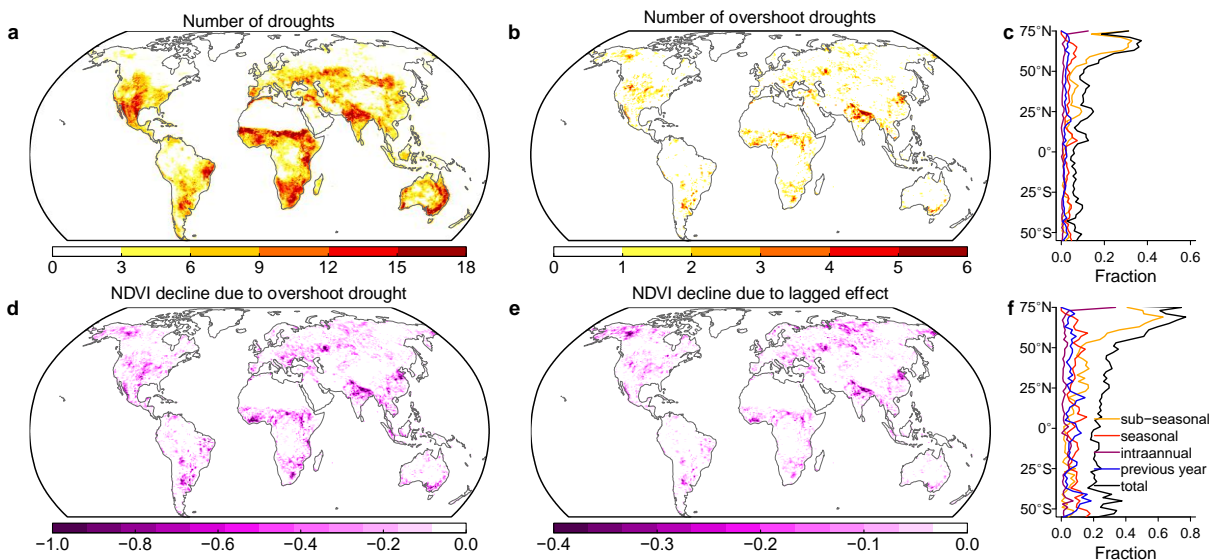 a
Number of droughts
0 3 6 9 12 15 18
b
Number of overshoot droughts
0 1 2 3 4 5 6
c
75°N
50°N
25°N
0°
25°S
50°S
0.0 0.2 0.4 0.6
Fraction
d
NDVI decline due to overshoot drought
−1.0 −0.8 −0.6 −0.4 −0.2 0.0
e
NDVI decline due to lagged effect
−0.4 −0.3 −0.2 −0.1 0.0
f
75°N
50°N
25°N
0°
25°S
50°S
sub−seasonal
seasonal
intraannual
previous year
total
0.0 0.2 0.4 0.6 0.8
Fraction